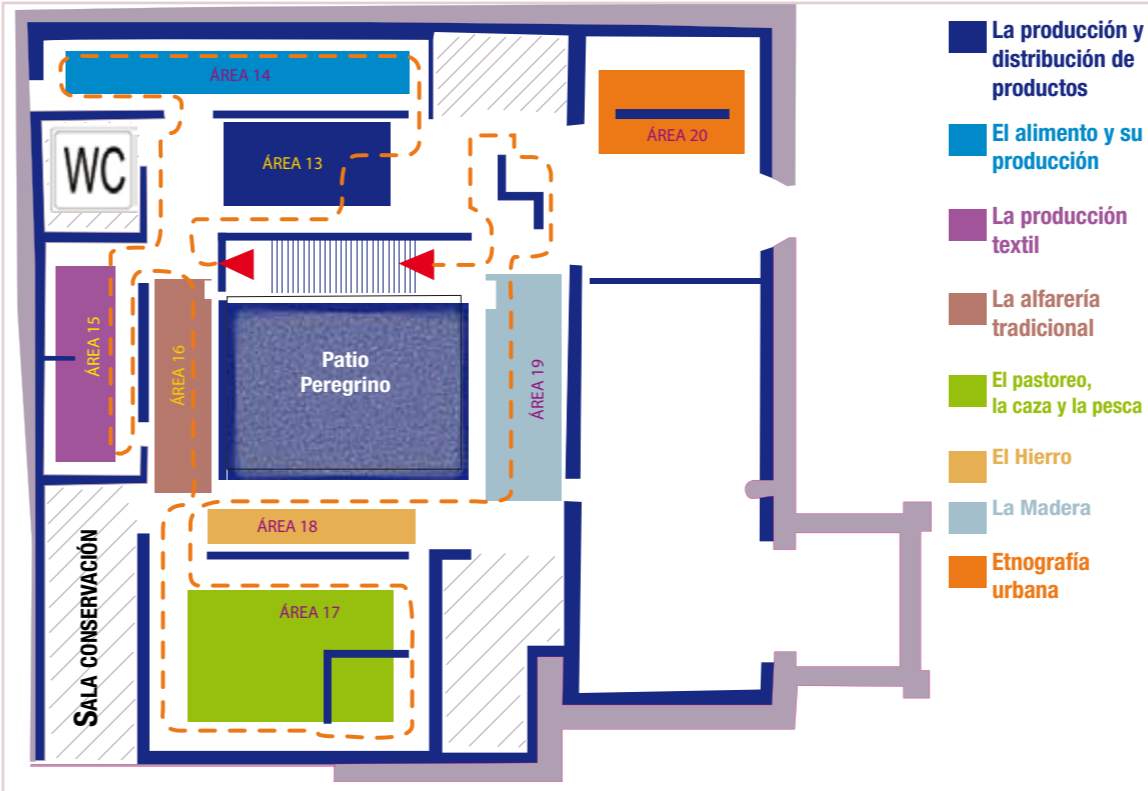 ÁREA 14
WC
ÁREA 13
ÁREA 20
ÁREA 15
ÁREA 16
Patio
Peregrino
ÁREA 19
ÁREA 18
ÁREA 17
SALA CONSERVACIÓN
La producción y
distribución de
productos
El alimento y su
producción
La producción
textil
La alfarería
tradicional
El pastoreo,
la caza y la pesca
El Hierro
La Madera
Etnografía
urbana